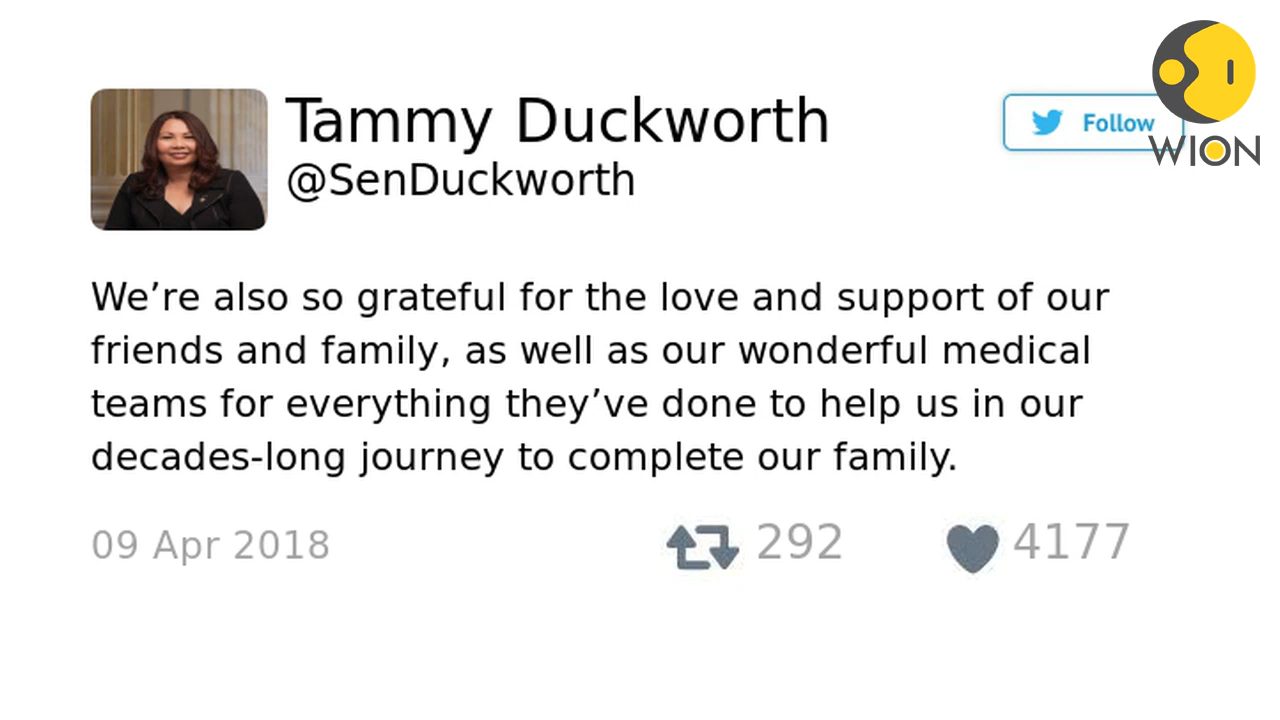 Tammy Duckworth
@SenDuckworth
Follow
WION
We’re also so grateful for the love and support of our
friends and family, as well as our wonderful medical
teams for everything they’ve done to help us in our
decades-long journey to complete our family.
09 Apr 2018 292 4177